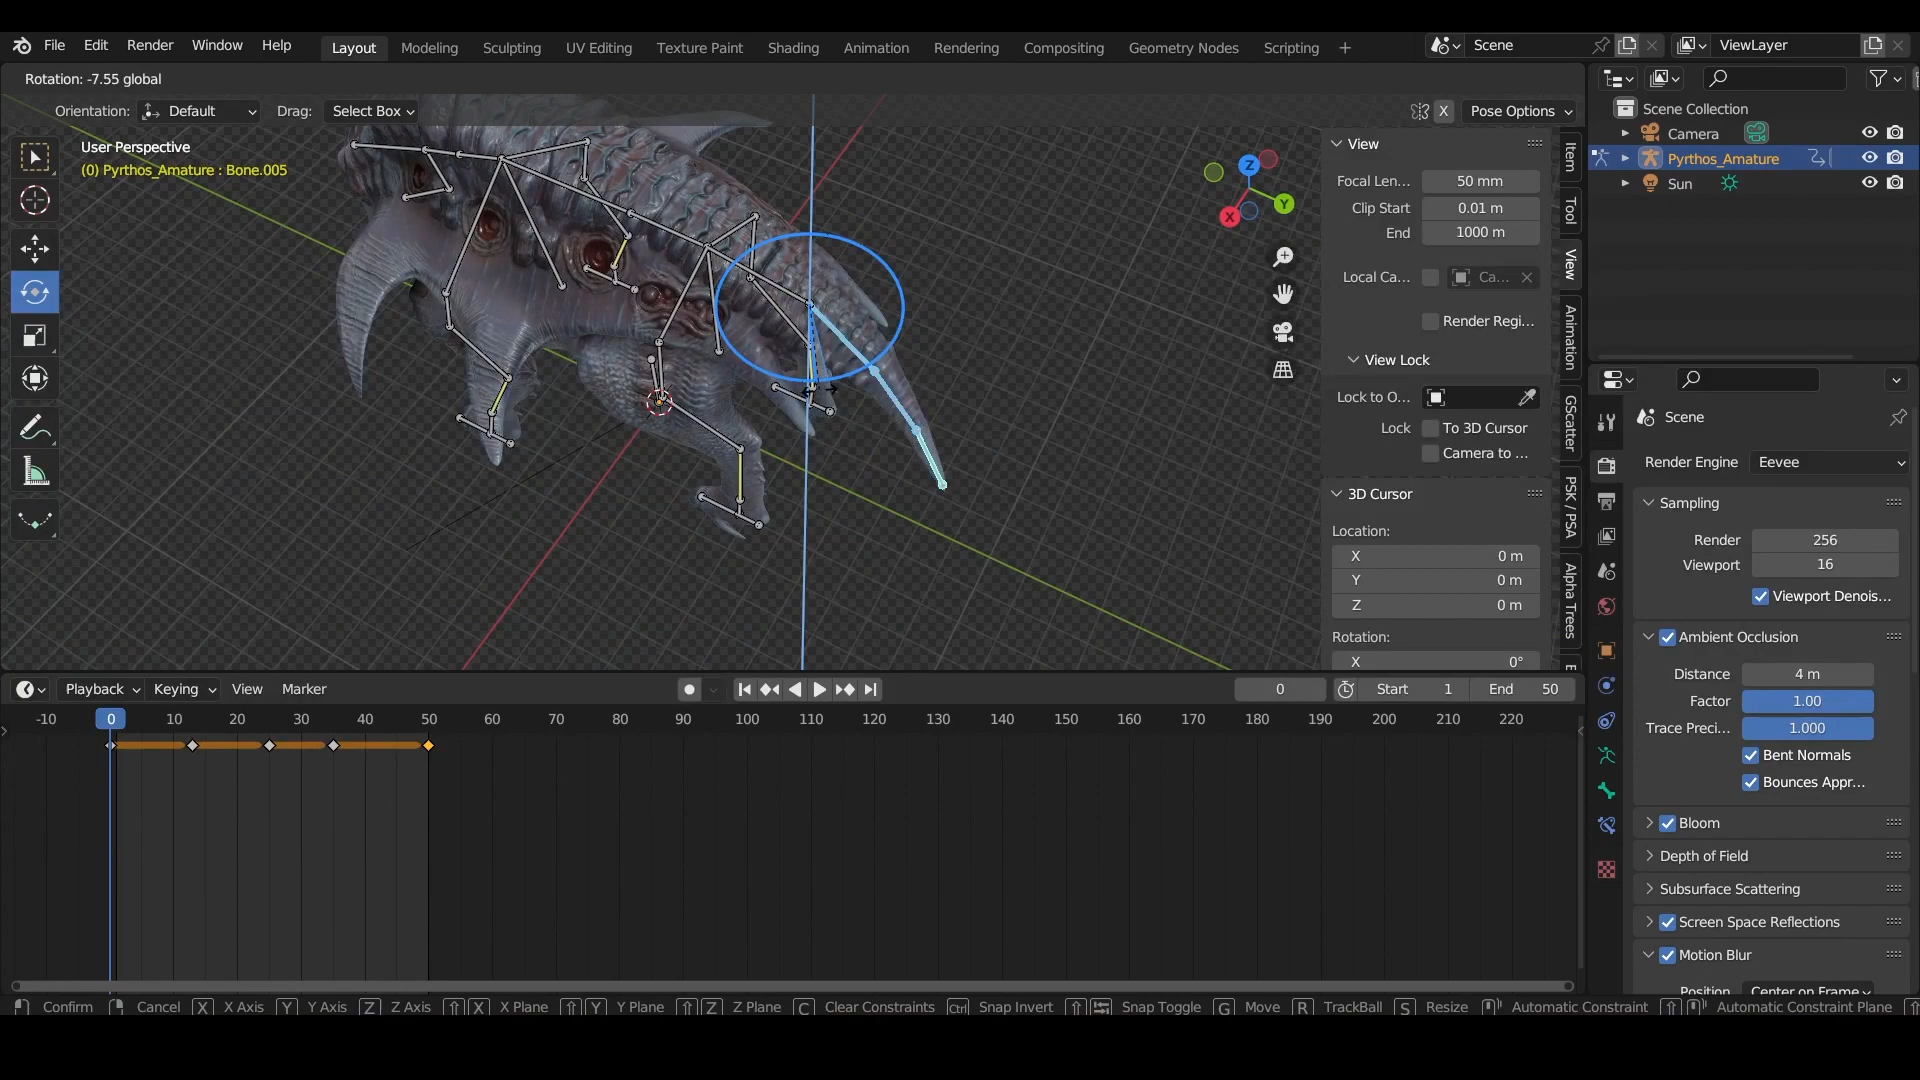 File Edit Render Window Help Layout Modeling Sculpting UV Editing Texture Paint Shading Animation Rendering Compositing Geometry Nodes Scripting + Scene ViewLayer
Rotation: -7.55 global
Orientation: Default Drag: Select Box X Pose Options
User Perspective
(0) Pyrthos_Amature : Bone.005
Z
Y
X
View
Focal Len... 50 mm
Clip Start 0.01 m
End 1000 m
Local Ca... Ca...
Render Regi...
View Lock
Lock to O...
Lock To 3D Cursor
Camera to ...
3D Cursor
Location:
X 0 m
Y 0 m
Z 0 m
Rotation:
X 0°
Item
Tool
View
Animation
GScatter
PSK / PSA
Alpha Trees
Scene Collection
Camera
Pyrthos_Amature
Sun
Scene
Render Engine Eevee
Sampling
Render 256
Viewport 16
Viewport Denois...
Ambient Occlusion
Distance 4 m
Factor 1.00
Trace Preci... 1.000
Bent Normals
Bounces Appr...
Bloom
Depth of Field
Subsurface Scattering
Screen Space Reflections
Motion Blur
Position Center on Frame
Playback Keying View Marker 0 Start 1 End 50
-10 0 10 20 30 40 50 60 70 80 90 100 110 120 130 140 150 160 170 180 190 200 210 220
Confirm Cancel X X Axis Y Y Axis Z Z Axis X X Plane Y Y Plane Z Z Plane C Clear Constraints Ctrl Snap Invert Snap Toggle G Move R TrackBall S Resize Automatic Constraint Automatic Constraint Plane